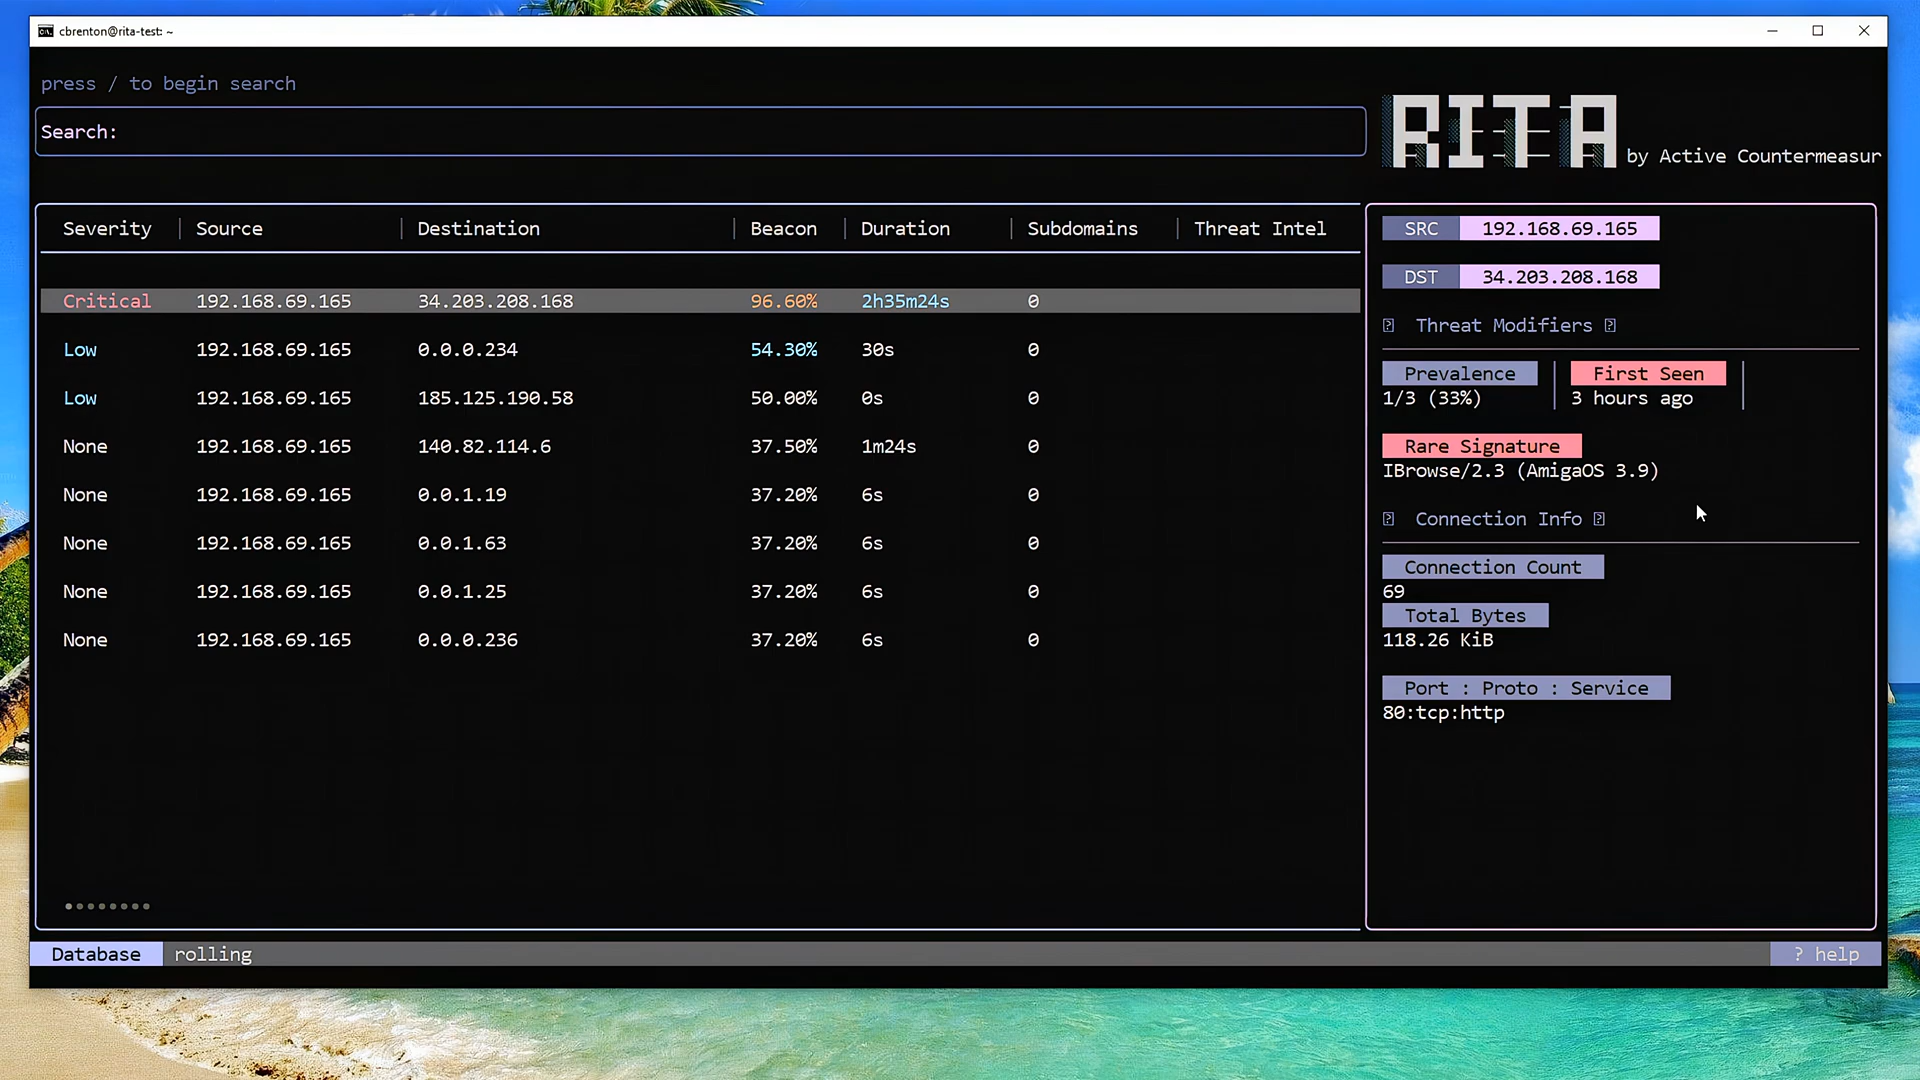 cbrenton@rita-test: ~
press / to begin search
Search:
RITA by Active Countermeasur
Severity | Source | Destination | Beacon | Duration | Subdomains | Threat Intel
Critical 192.168.69.165 34.203.208.168 96.60% 2h35m24s 0
Low 192.168.69.165 0.0.0.234 54.30% 30s 0
Low 192.168.69.165 185.125.190.58 50.00% 0s 0
None 192.168.69.165 140.82.114.6 37.50% 1m24s 0
None 192.168.69.165 0.0.1.19 37.20% 6s 0
None 192.168.69.165 0.0.1.63 37.20% 6s 0
None 192.168.69.165 0.0.1.25 37.20% 6s 0
None 192.168.69.165 0.0.0.236 37.20% 6s 0
SRC 192.168.69.165
DST 34.203.208.168
Threat Modifiers
Prevalence | First Seen |
1/3 (33%) | 3 hours ago |
Rare Signature
IBrowse/2.3 (AmigaOS 3.9)
Connection Info
Connection Count
69
Total Bytes
118.26 KiB
Port : Proto : Service
80:tcp:http
Database rolling ? help